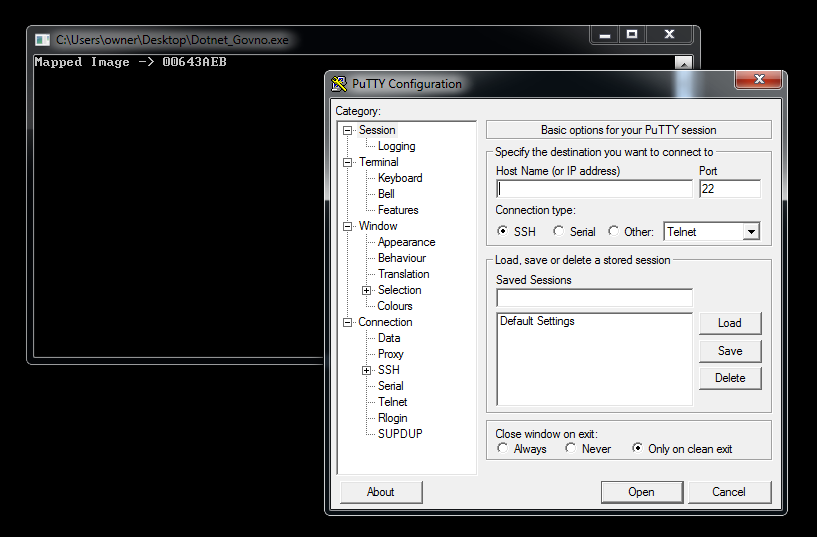 C:\Users\owner\Desktop\Dotnet_Govno.exe
Mapped Image -> 00643AEB
PuTTY Configuration
Category:
Session
Logging
Terminal
Keyboard
Bell
Features
Window
Appearance
Behaviour
Translation
Selection
Colours
Connection
Data
Proxy
SSH
Serial
Telnet
Rlogin
SUPDUP
Basic options for your PuTTY session
Specify the destination you want to connect to
Host Name (or IP address) Port
22
Connection type:
SSH Serial Other: Telnet
Load, save or delete a stored session
Saved Sessions
Default Settings
Load
Save
Delete
Close window on exit:
Always Never Only on clean exit
About Open Cancel